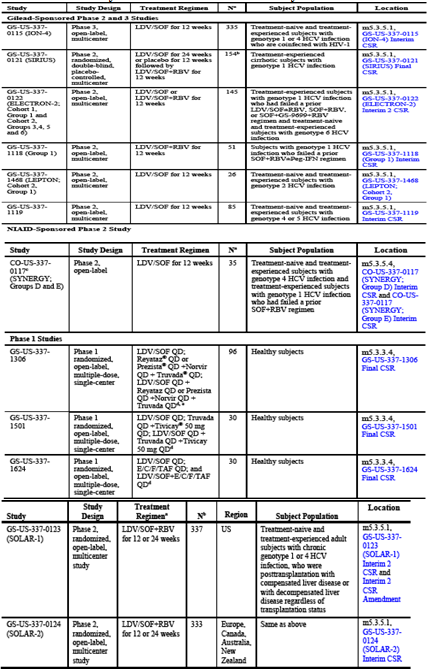 Study Study Design Treatment Regimen Nᵃ Subject Population Location
Gilead-Sponsored Phase 2 and 3 Studies
GS-US-337-0115 (ION-4) Phase 3, open-label, multicenter LDV/SOF for 12 weeks 335 Treatment-naive and treatment-experienced subjects with genotype 1 or 4 HCV infection who are coinfected with HIV-1 m5.3.5.1, GS-US-337-0115 (ION-4) Interim CSR
GS-US-337-0121 (SIRIUS) Phase 2, randomized, double-blind, placebo-controlled, multicenter LDV/SOF for 24 weeks or placebo for 12 weeks followed by LDV/SOF+RBV for 12 weeks 154ᵇ Treatment-experienced cirrhotic subjects with genotype 1 HCV infection m5.3.5.1, GS-US-337-0121 (SIRIUS) Final CSR
GS-US-337-0122 (ELECTRON-2; Cohort 1, Group 1 and Cohort 2, Groups 3,4, 5 and 6) Phase 2, open-label, multicenter LDV/SOF or LDV/SOF+RBV for 12 weeks 145 Subjects with genotype 1 HCV infection who had failed a prior LDV/SOF+RBV, SOF+RBV, or SOF+GS-9669+RBV regimen and treatment-naive and treatment-experienced subjects with genotype 6 HCV infection m5.3.5.1, GS-US-337-0122 (ELECTRON-2) Interim 2 CSR
GS-US-337-1118 (Group 1) Phase 2, open-label, multicenter LDV/SOF+RBV for 12 weeks 51 Subjects with genotype 1 HCV infection who failed a prior SOF+RBV±Peg-IFN regimen m5.3.5.1, GS-US-337-1118 (Group 1) Interim CSR
GS-US-337-1468 (LEPTON; Cohort 2, Group 1) Phase 2, open-label, multicenter LDV/SOF for 12 weeks 26 Treatment-naive and treatment-experienced subjects with genotype 2 HCV infection m5.3.5.1, GS-US-337-1468 (LEPTON; Cohort 2, Group 1)
GS-US-337-1119 Phase 2, open-label, multicenter LDV/SOF for 12 weeks 85 Treatment-naive and treatment-experienced subjects with genotype 4 or 5 HCV infection m5.3.5.1, GS-US-337-1119 Interim CSR
NIAID-Sponsored Phase 2 Study
Study Study Design Treatment Regimen Nᵃ Subject Population Location
CO-US-337-0117ᶜ (SYNERGY; Groups D and E) Phase 2, open-label LDV/SOF for 12 weeks 35 Treatment-naive and treatment-experienced subjects with genotype 4 HCV infection and treatment-experienced subjects with genotype 1 HCV infection who had failed a prior SOF+RBV regimen m5.3.5.4, CO-US-337-0117 (SYNERGY; Group D) Interim CSR and CO-US-337-0117 (SYNERGY; Group E) Interim CSR
Phase 1 Studies
GS-US-337-1306 Phase 1 randomized, open-label, multiple-dose, single-center LDV/SOF QD; Reyataz® QD or Prezista® QD +Norvir QD + Truvada® QD; LDV/SOF QD + Reyataz QD or Prezista QD +Norvir QD + Truvada QD 96 Healthy subjects m5.3.3.4, GS-US-337-1306 Final CSR
GS-US-337-1501 Phase 1 randomized, open-label, multiple-dose, single-center LDV/SOF QD; Truvada QD +Tivicay® 50 mg QD; LDV/SOF QD + Truvada QD +Tivicay 50 mg QDᵈ 30 Healthy subjects m5.3.3.4, GS-US-337-1501 Final CSR
GS-US-337-1624 Phase 1 randomized, open-label, multiple-dose, single-center LDV/SOF QD; E/C/F/TAF QD; and LDV/SOF+E/C/F/TAF QDᵈ 30 Healthy subjects m5.3.3.4, GS-US-337-1624 Final CSR
Study Study Design Treatment Regimenᵃ Nᵇ Region Subject Population Location
GS-US-337-0123 (SOLAR-1) Phase 2, randomized, open-label, multicenter study LDV/SOF+RBV for 12 or 24 weeks 337 US Treatment-naive and treatment-experienced adult subjects with chronic genotype 1 or 4 HCV infection, who were posttransplantation with compensated liver disease or with decompensated liver disease regardless of transplantation status m5.3.5.1, GS-US-337-0123 (SOLAR-1) Interim 2 CSR and Interim 2 CSR Amendment
GS-US-337-0124 (SOLAR-2) Phase 2, randomized, open-label, multicenter study LDV/SOF+RBV for 12 or 24 weeks 333 Europe, Canada, Australia, New Zealand Same as above m5.3.5.1, GS-US-337-0124 (SOLAR-2) Interim CSR